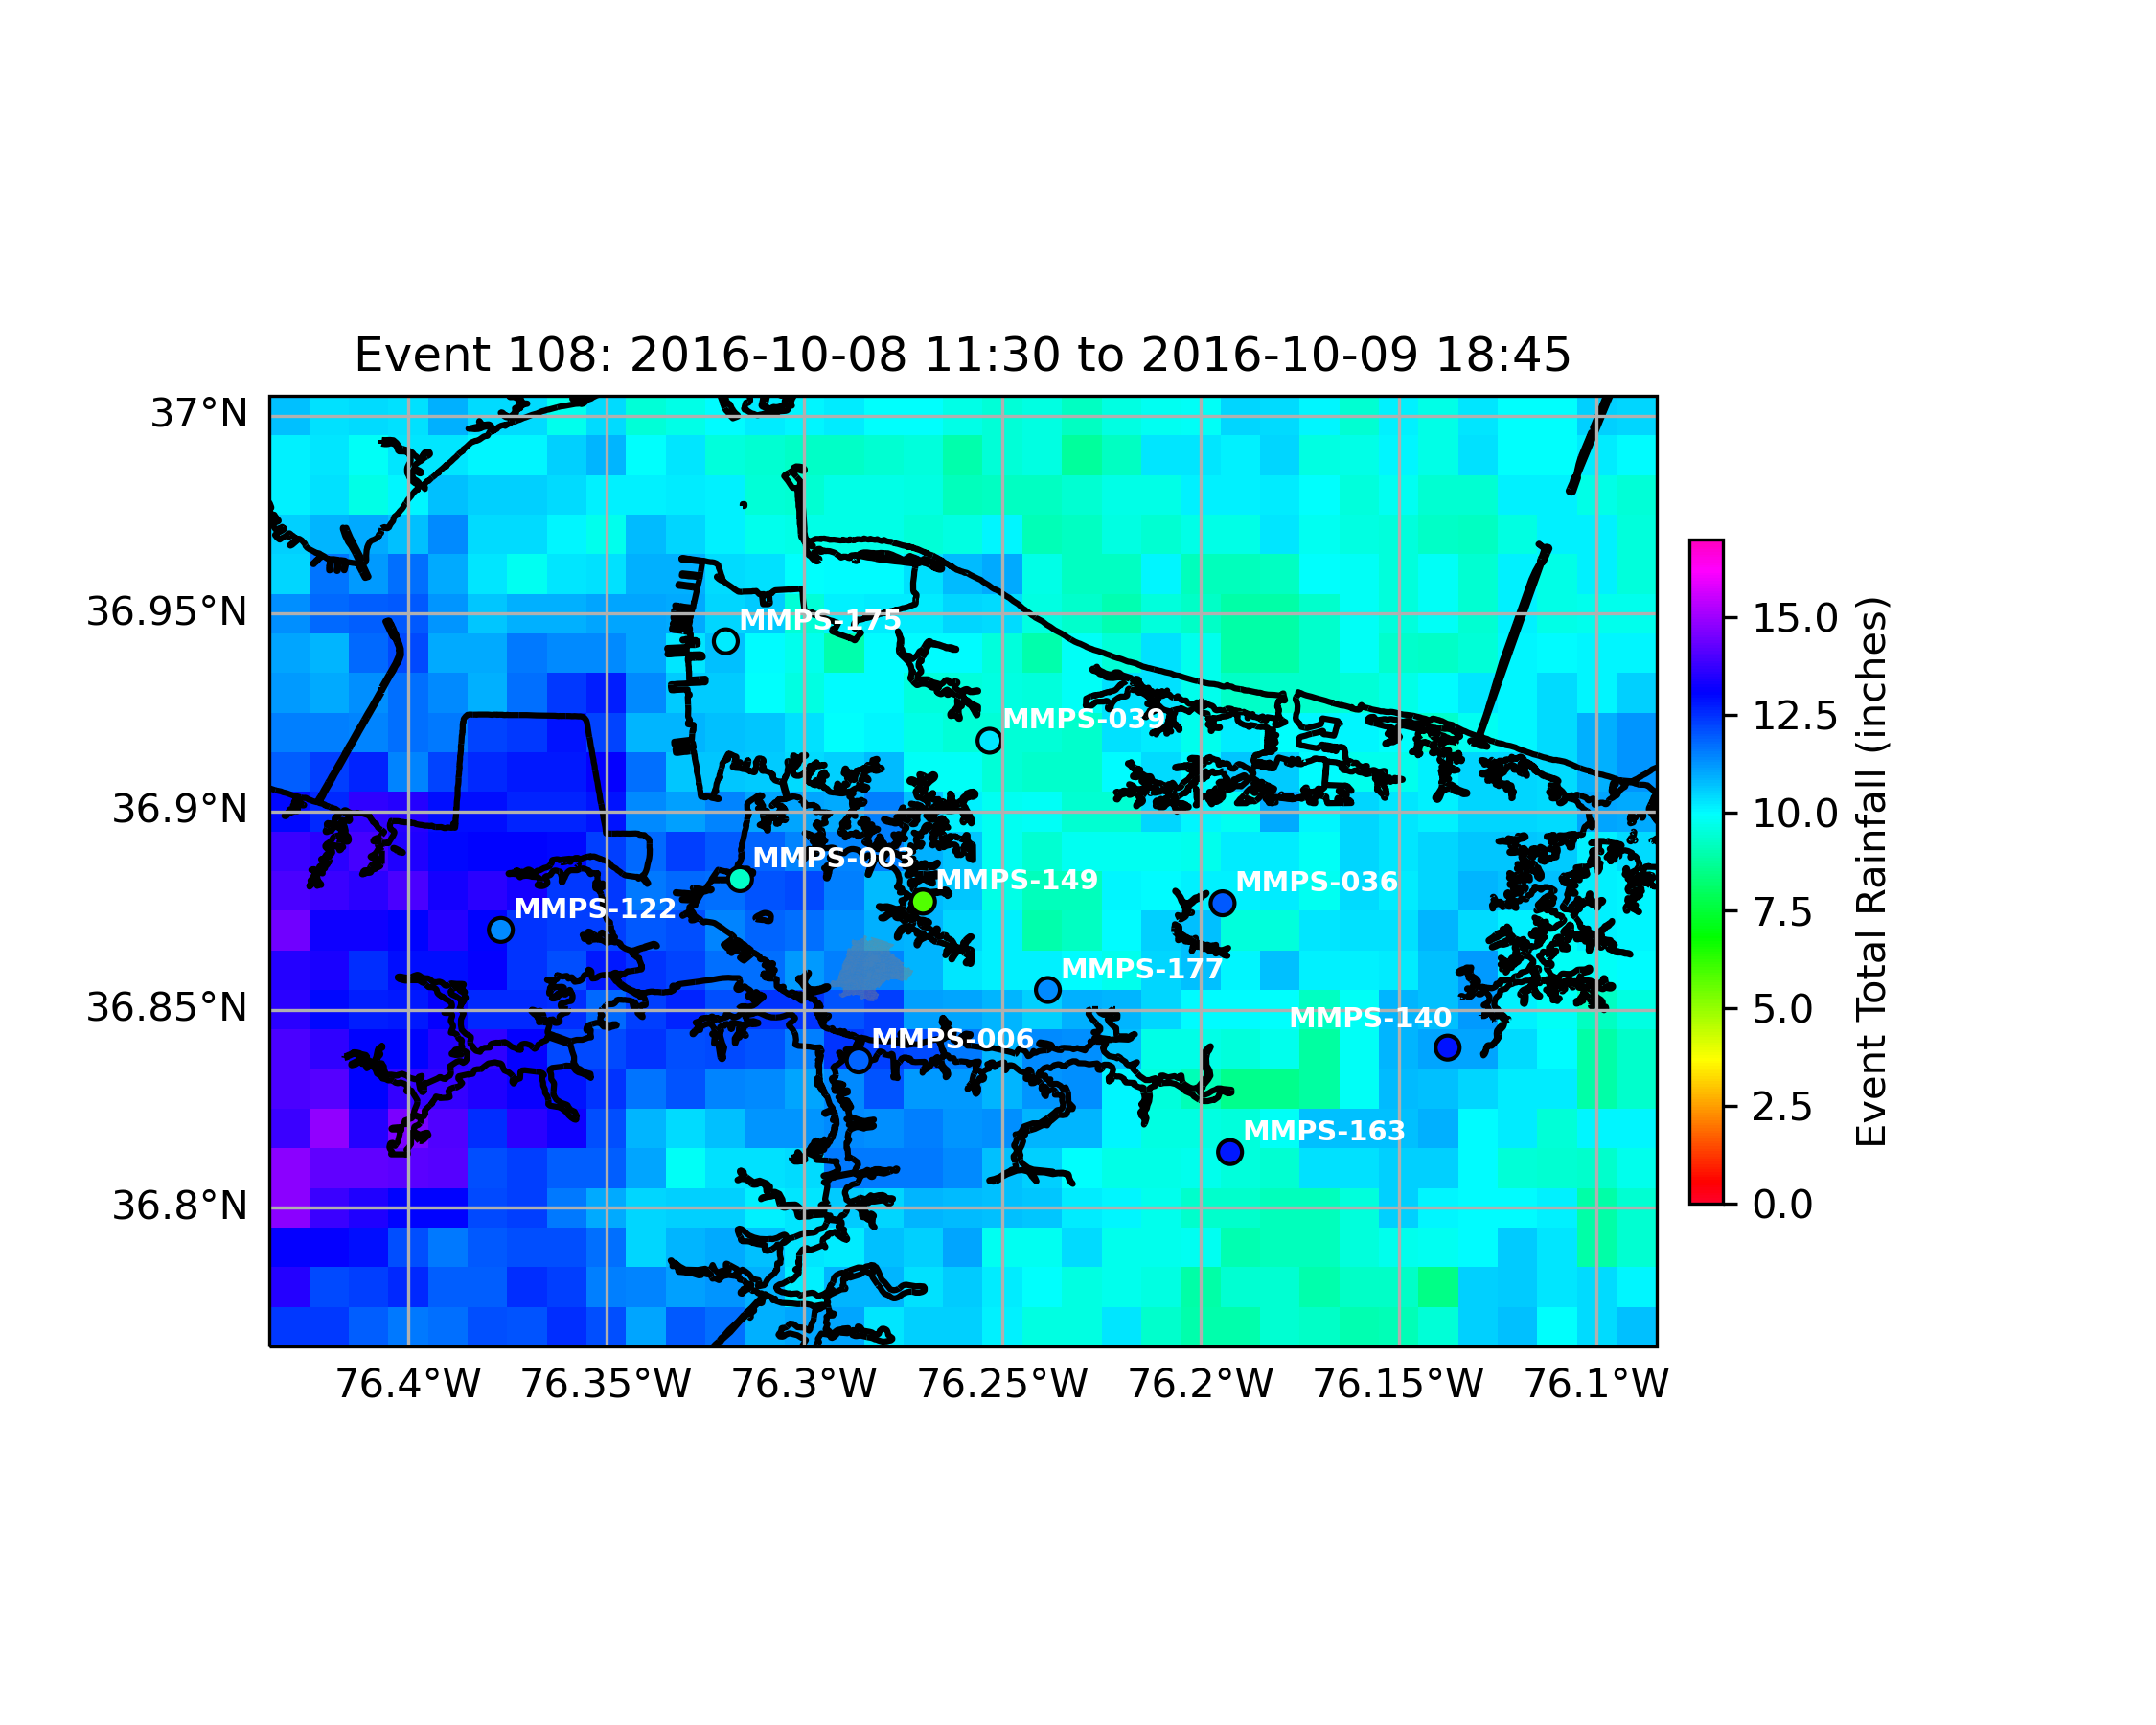 Event 108: 2016-10-08 11:30 to 2016-10-09 18:45
37°N
36.95°N
36.9°N
36.85°N
36.8°N
MMPS-175
MMPS-039
MMPS-003
MMPS-149
MMPS-036
MMPS-122
MMPS-177
MMPS-140
MMPS-006
MMPS-163
76.4°W
76.35°W
76.3°W
76.25°W
76.2°W
76.15°W
76.1°W
15.0
12.5
10.0
7.5
5.0
2.5
0.0
Event Total Rainfall (inches)